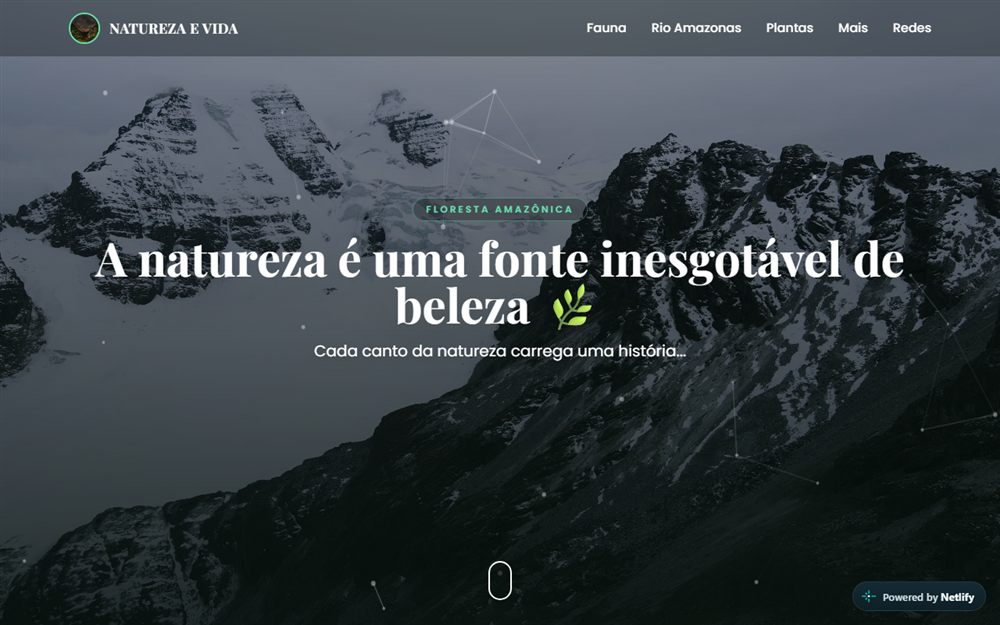 NATUREZA E VIDA
Fauna Rio Amazonas Plantas Mais Redes
FLORESTA AMAZÔNICA
A natureza é uma fonte inesgotável de
beleza
Cada canto da natureza carrega uma história...
Powered by Netlify